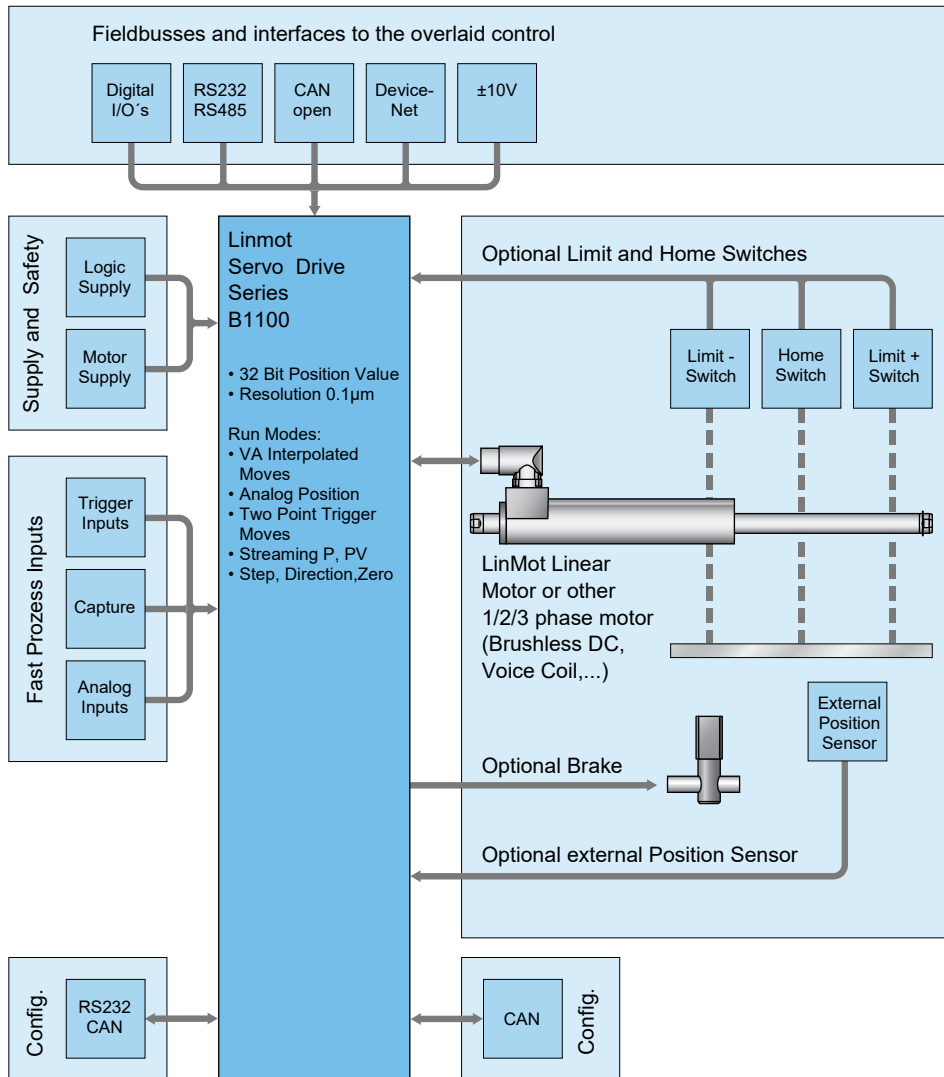 Fieldbusses and interfaces to the overlaid control
Digital
I/O´s
RS232
RS485
CAN
open
Device-
Net
±10V
Supply and Safety
Logic
Supply
Motor
Supply
Linmot
Servo Drive
Series
B1100
• 32 Bit Position Value
• Resolution 0.1µm
Run Modes:
• VA Interpolated
Moves
• Analog Position
• Two Point Trigger
Moves
• Streaming P, PV
• Step, Direction,Zero
Optional Limit and Home Switches
Limit -
Switch
Home
Switch
Limit +
Switch
Fast Prozess Inputs
Trigger
Inputs
Capture
Analog
Inputs
LinMot Linear
Motor or other
1/2/3 phase motor
(Brushless DC,
Voice Coil,...)
External
Position
Sensor
Optional Brake
Optional external Position Sensor
Config.
RS232
CAN
CAN
Config.